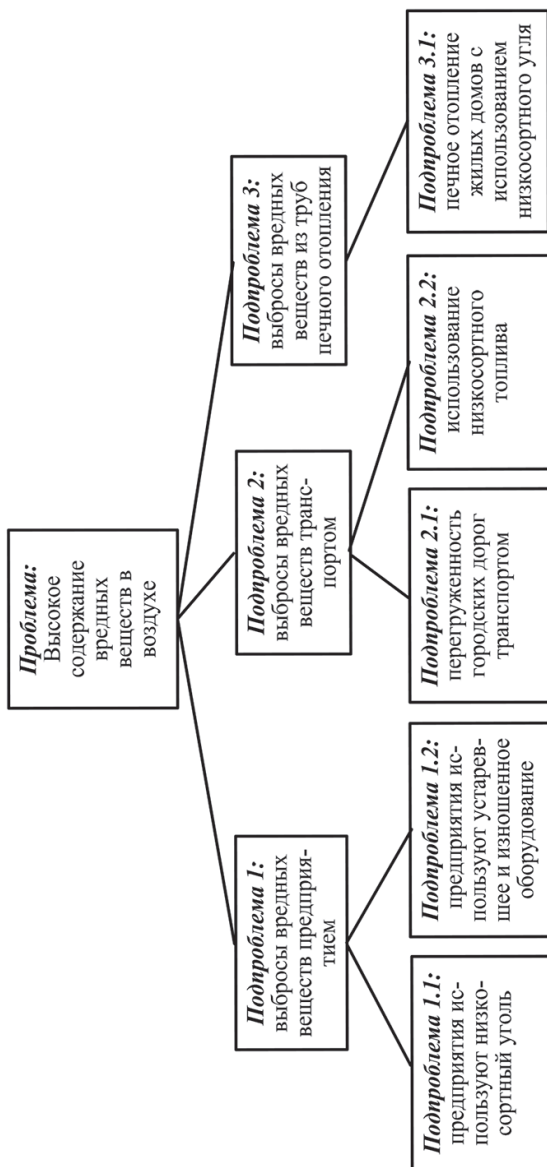 Проблема:
Высокое
содержание
вредных
веществ в
воздухе
Подпроблема 1:
выбросы вредных
веществ предприя-
тием
Подпроблема 2:
выбросы вредных
веществ транс-
портом
Подпроблема 3:
выбросы вредных
веществ из труб
печного отопления
Подпроблема 1.1:
предприятия ис-
пользуют низко-
сортный уголь
Подпроблема 1.2:
предприятия ис-
пользуют устарев-
шее и изношенное
оборудование
Подпроблема 2.1:
перегруженность
городских дорог
транспортом
Подпроблема 2.2:
использование
низкосортного
топлива
Подпроблема 3.1:
печное отопление
жилых домов с
использованием
низкосортного угля